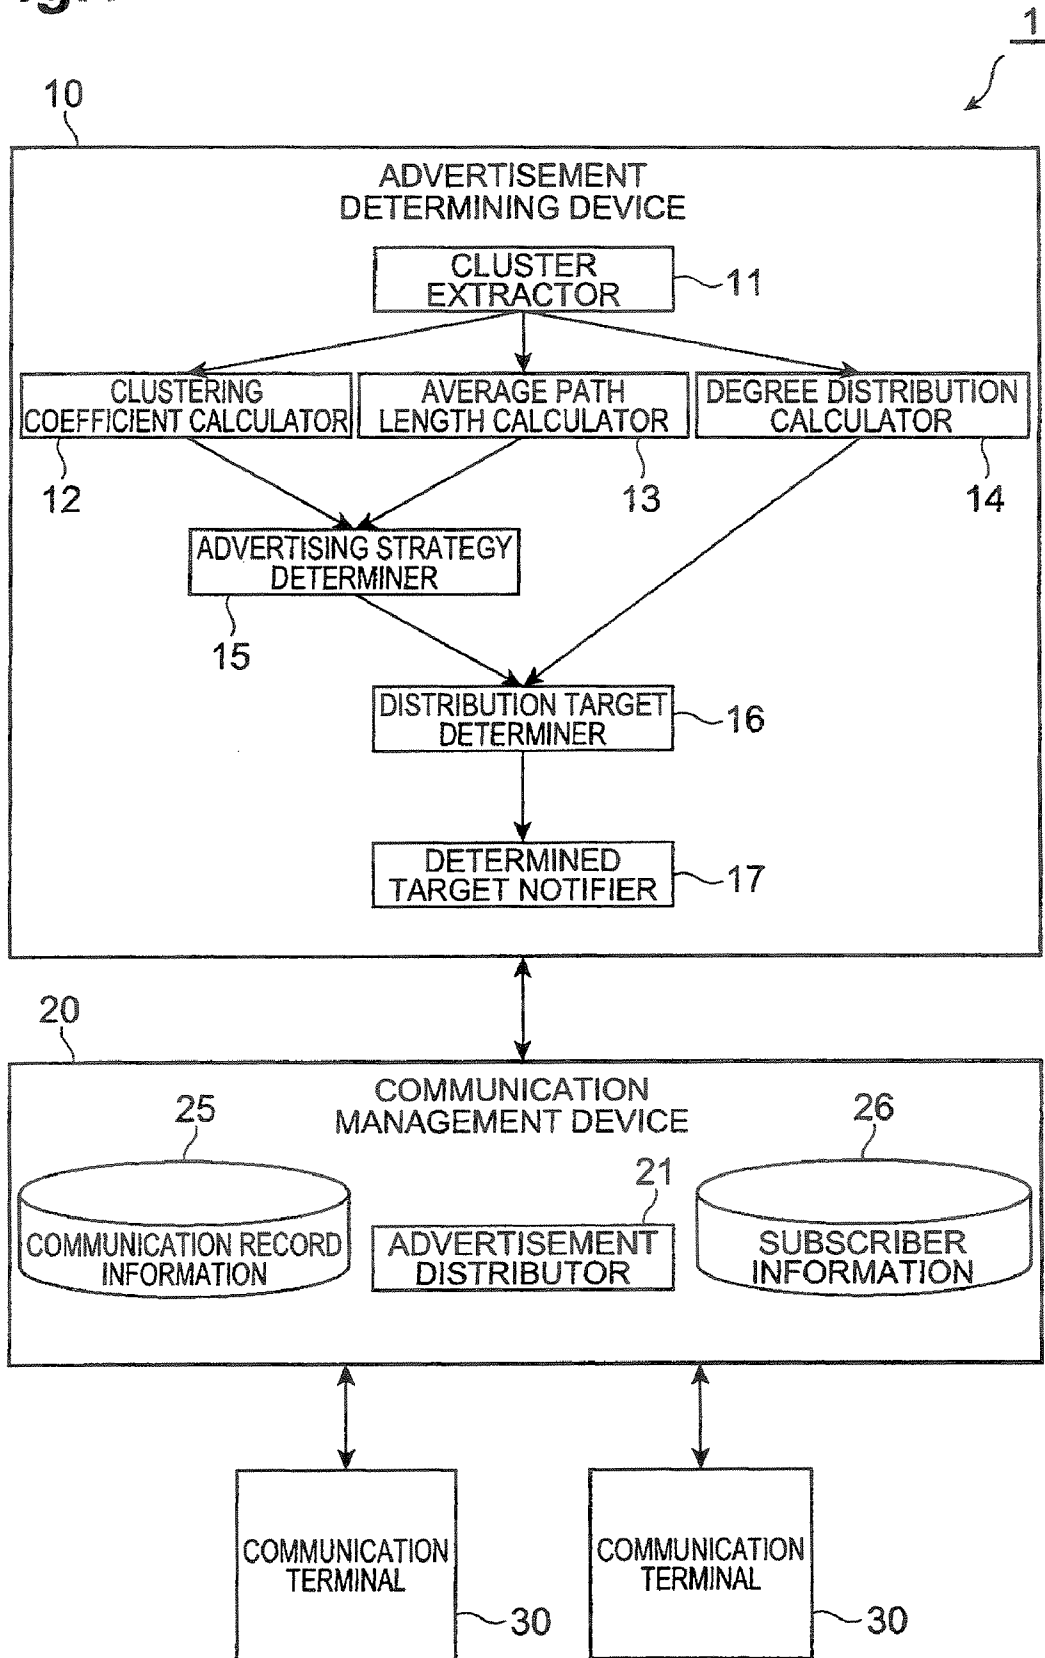 1
10
ADVERTISEMENT
DETERMINING DEVICE
CLUSTER
EXTRACTOR
11
CLUSTERING
COEFFICIENT CALCULATOR
AVERAGE PATH
LENGTH CALCULATOR
DEGREE DISTRIBUTION
CALCULATOR
12
13
14
ADVERTISING STRATEGY
DETERMINER
15
DISTRIBUTION TARGET
DETERMINER
16
DETERMINED
TARGET NOTIFIER
17
20
COMMUNICATION
MANAGEMENT DEVICE
25
26
21
COMMUNICATION RECORD
INFORMATION
ADVERTISEMENT
DISTRIBUTOR
SUBSCRIBER
INFORMATION
COMMUNICATION
TERMINAL
30
COMMUNICATION
TERMINAL
30